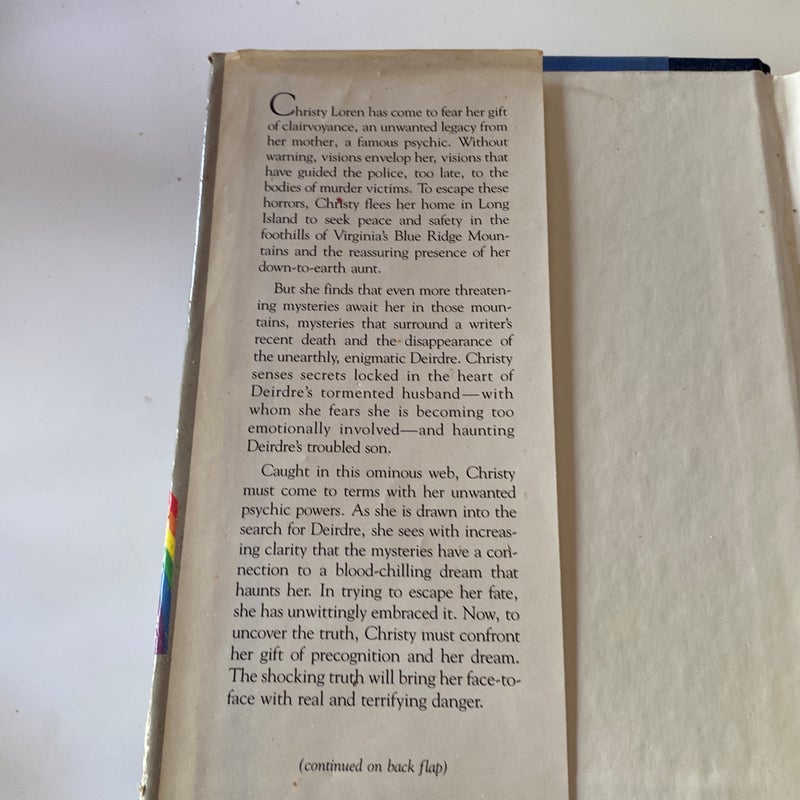 Christy Loren has come to fear her gift
of clairvoyance, an unwanted legacy from
her mother, a famous psychic. Without
warning, visions envelop her, visions that
have guided the police, too late, to the
bodies of murder victims. To escape these
horrors, Christy flees her home in Long
Island to seek peace and safety in the
foothills of Virginia's Blue Ridge Moun-
tains and the reassuring presence of her
down-to-earth aunt.
But she finds that even more threaten-
ing mysteries await her in those moun-
tains, mysteries that surround a writer's
recent death and the disappearance of
the unearthly, enigmatic Deirdre. Christy
senses secrets locked in the heart of
Deirdre's tormented husband—with
whom she fears she is becoming too
emotionally involved—and haunting
Deirdre's troubled son.
Caught in this ominous web, Christy
must come to terms with her unwanted
psychic powers. As she is drawn into the
search for Deirdre, she sees with increas-
ing clarity that the mysteries have a con-
nection to a blood-chilling dream that
haunts her. In trying to escape her fate,
she has unwittingly embraced it. Now, to
uncover the truth, Christy must confront
her gift of precognition and her dream.
The shocking truth will bring her face-to-
face with real and terrifying danger.
(continued on back flap)